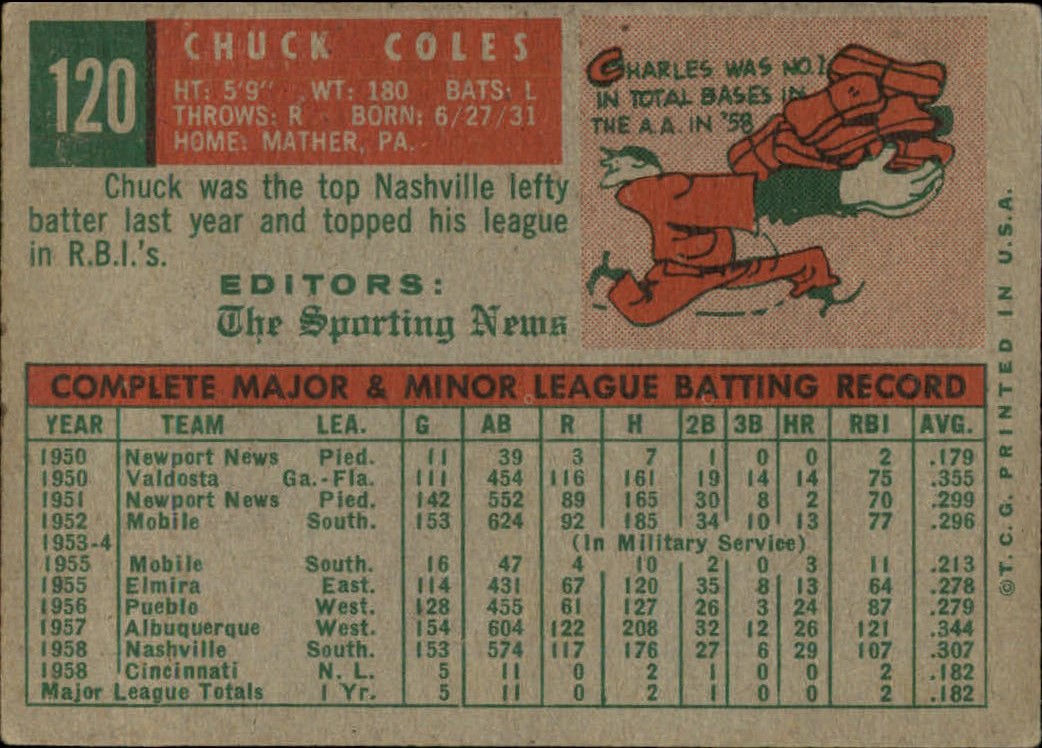 120
CHUCK COLES
HT: 5'9" WT: 180 BATS: L
THROWS: R BORN: 6/27/31
HOME: MATHER, PA.
Chuck was the top Nashville lefty
batter last year and topped his league
in R.B.I.'s.
EDITORS:
The Sporting News
CHARLES WAS NO. 1
IN TOTAL BASES IN
THE A.A. IN '58
COMPLETE MAJOR & MINOR LEAGUE BATTING RECORD
YEAR TEAM LEA. G AB R H 2B 3B HR RBI AVG.
1950 Newport News Pied. 11 39 3 7 1 0 0 2 .179
1950 Valdosta Ga.-Fla. 111 454 116 161 19 14 14 75 .355
1951 Newport News Pied. 142 552 89 165 30 8 2 70 .299
1952 Mobile South. 153 624 92 185 34 10 13 77 .296
1953-4 (In Military Service)
1955 Mobile South. 16 47 4 10 2 0 3 11 .213
1955 Elmira East. 114 431 67 120 35 8 13 64 .278
1956 Pueblo West. 128 455 61 127 26 3 24 87 .279
1957 Albuquerque West. 154 604 122 208 32 12 26 121 .344
1958 Nashville South. 153 574 117 176 27 6 29 107 .307
1958 Cincinnati N. L. 5 11 0 2 1 0 0 2 .182
Major League Totals 1 Yr. 5 11 0 2 1 0 0 2 .182
©T.C.G. PRINTED IN U.S.A.